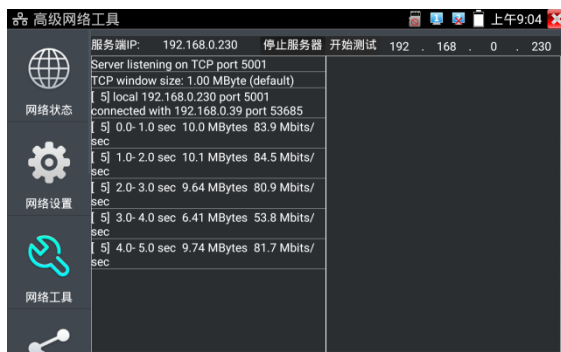 高级网络工具
上午9:04
服务端IP: 192.168.0.230 停止服务器 开始测试 192 . 168 . 0 . 230
Server listening on TCP port 5001
TCP window size: 1.00 MByte (default)
[ 5] local 192.168.0.230 port 5001
connected with 192.168.0.39 port 53685
[ 5] 0.0- 1.0 sec 10.0 MBytes 83.9 Mbits/
sec
[ 5] 1.0- 2.0 sec 10.1 MBytes 84.5 Mbits/
sec
[ 5] 2.0- 3.0 sec 9.64 MBytes 80.9 Mbits/
sec
[ 5] 3.0- 4.0 sec 6.41 MBytes 53.8 Mbits/
sec
[ 5] 4.0- 5.0 sec 9.74 MBytes 81.7 Mbits/
sec
网络状态
网络设置
网络工具